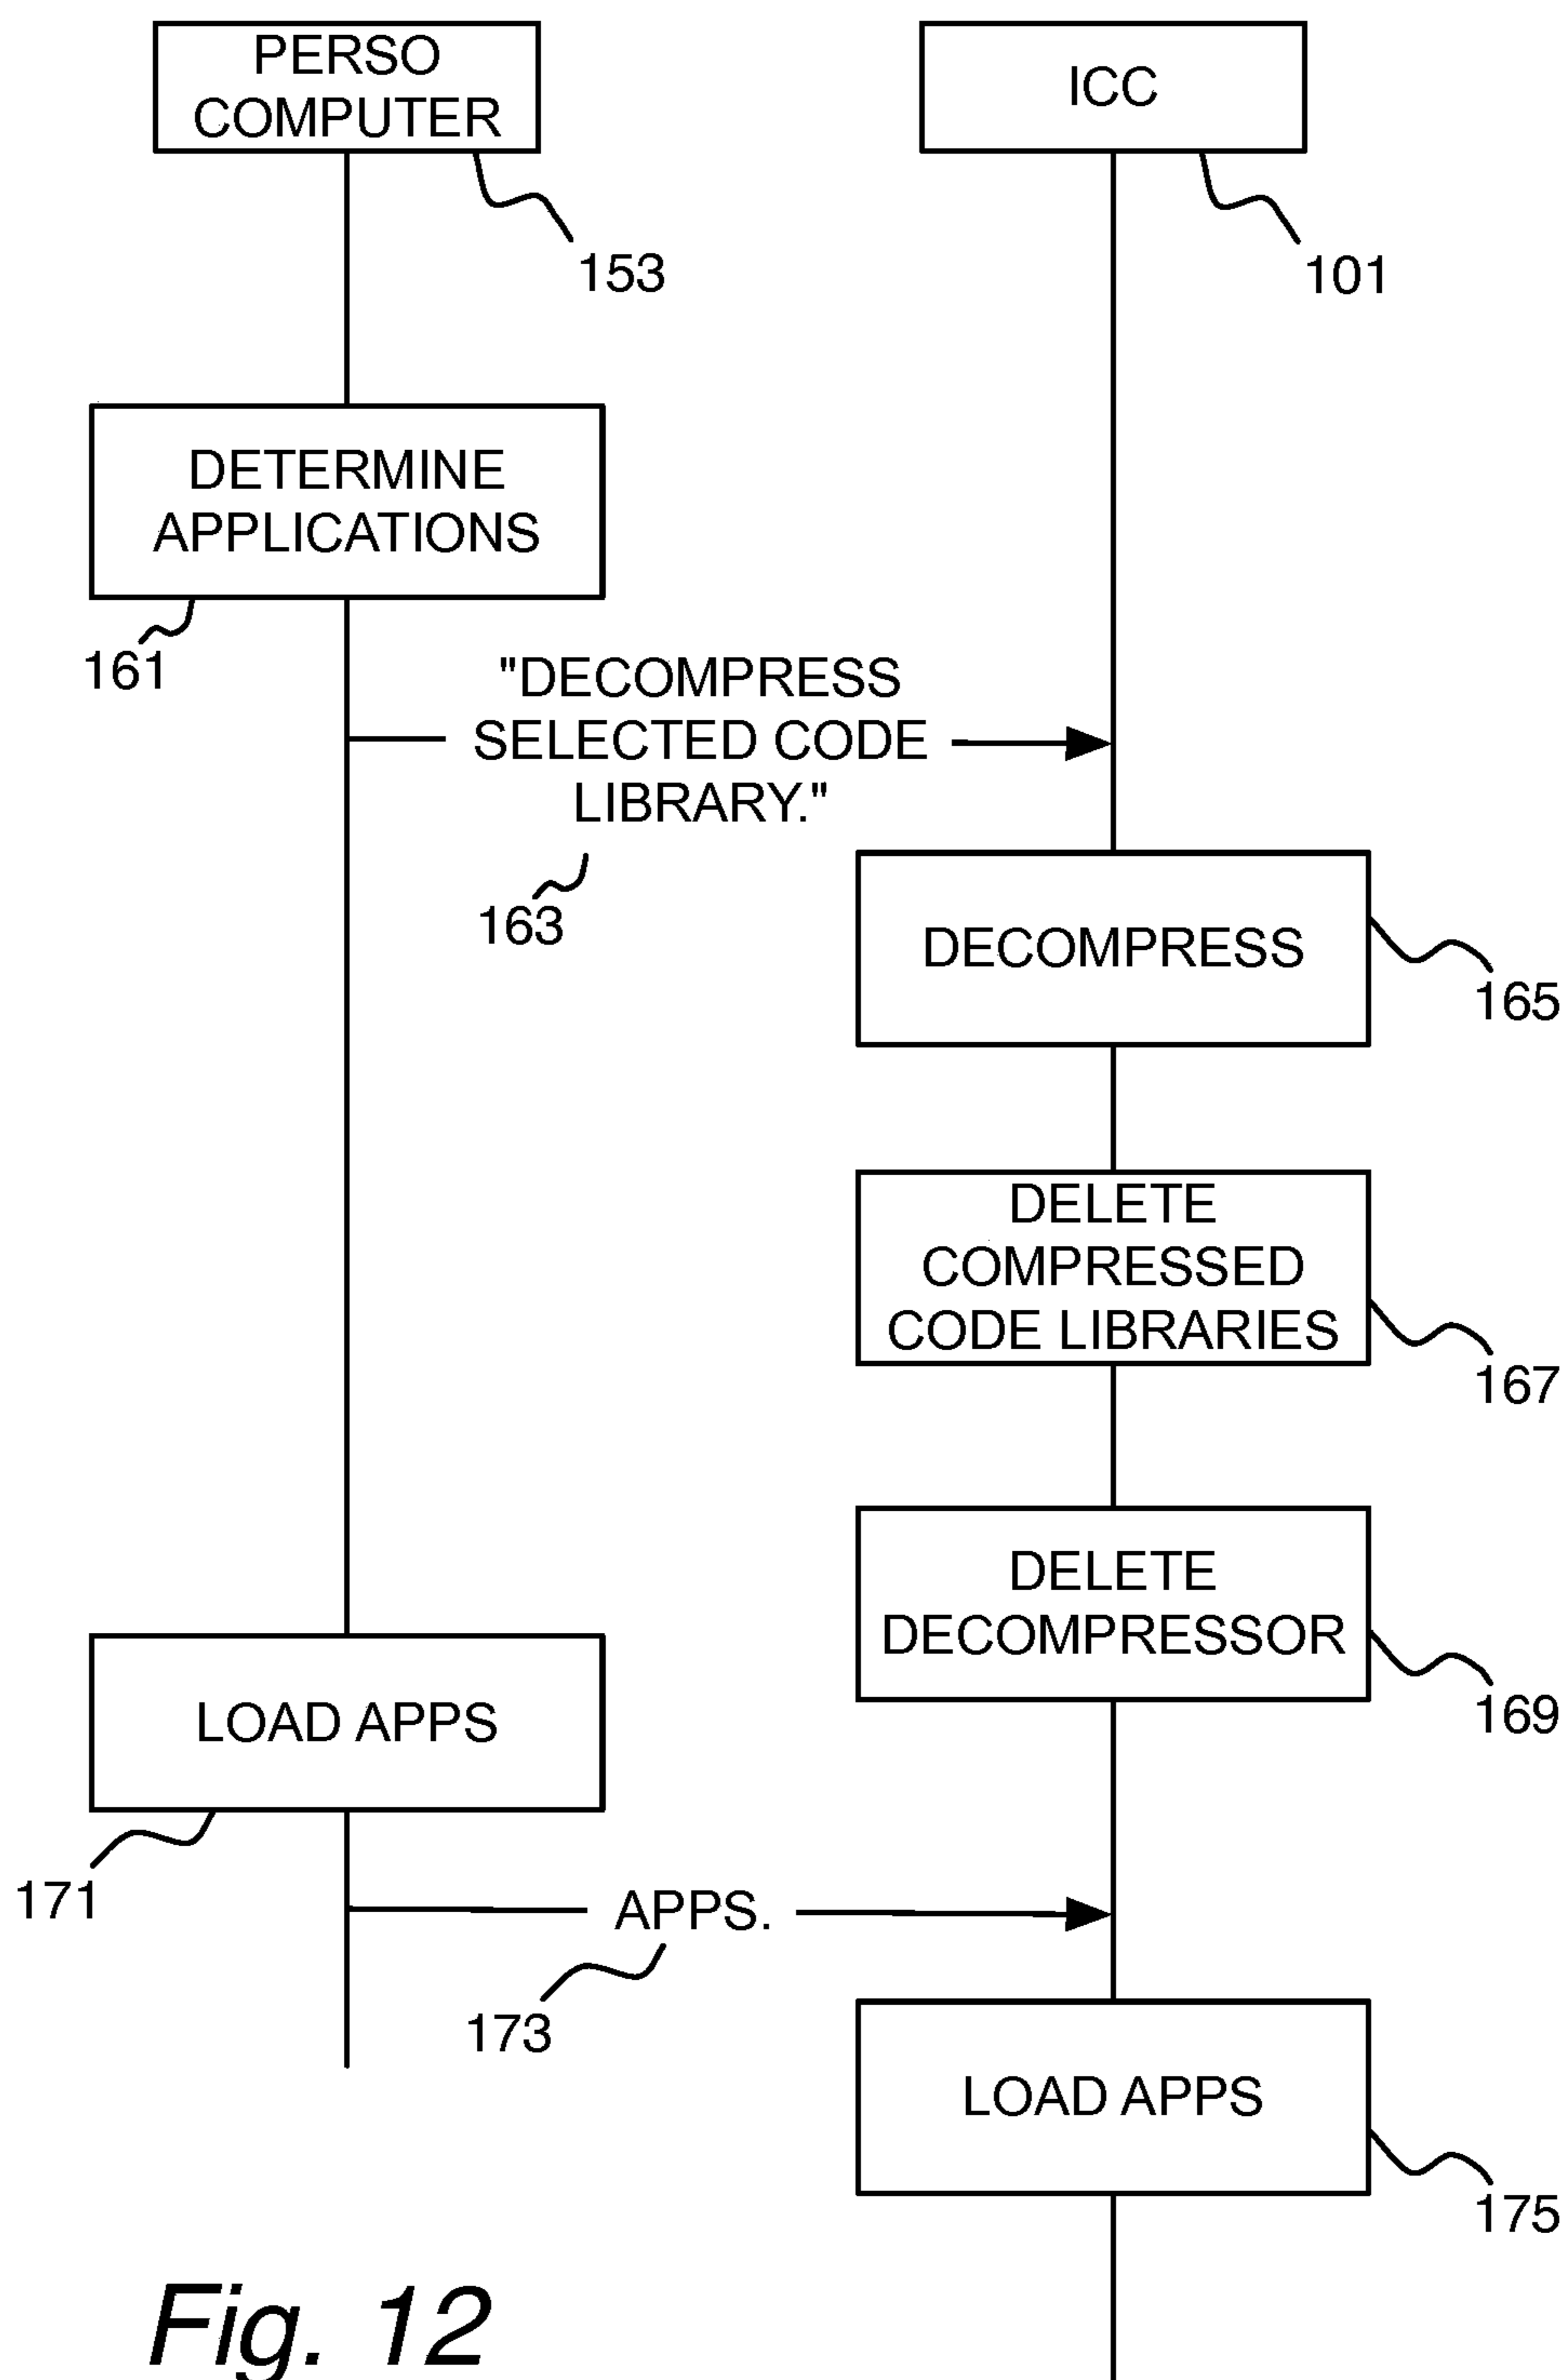 PERSO
COMPUTER
ICC
153
101
DETERMINE
APPLICATIONS
161
"DECOMPRESS
SELECTED CODE
LIBRARY."
163
DECOMPRESS
165
DELETE
COMPRESSED
CODE LIBRARIES
167
DELETE
DECOMPRESSOR
169
LOAD APPS
171
APPS.
173
LOAD APPS
175
Fig. 12